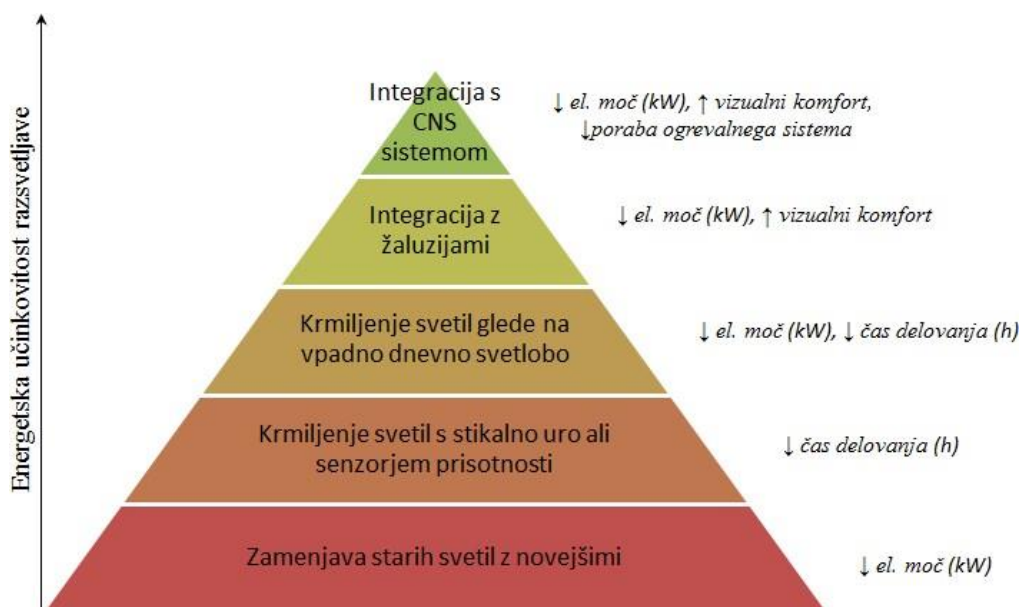 Energetska učinkovitost razsvetljave
Integracija s
CNS
sistemom
↓ el. moč (kW), ↑ vizualni komfort,
↓poraba ogrevalnega sistema
Integracija z
žaluzijami
↓ el. moč (kW), ↑ vizualni komfort
Krmiljenje svetil glede na
vpadno dnevno svetlobo
↓ el. moč (kW), ↓ čas delovanja (h)
Krmiljenje svetil s stikalno uro ali
senzorjem prisotnosti
↓ čas delovanja (h)
Zamenjava starih svetil z novejšimi
↓ el. moč (kW)